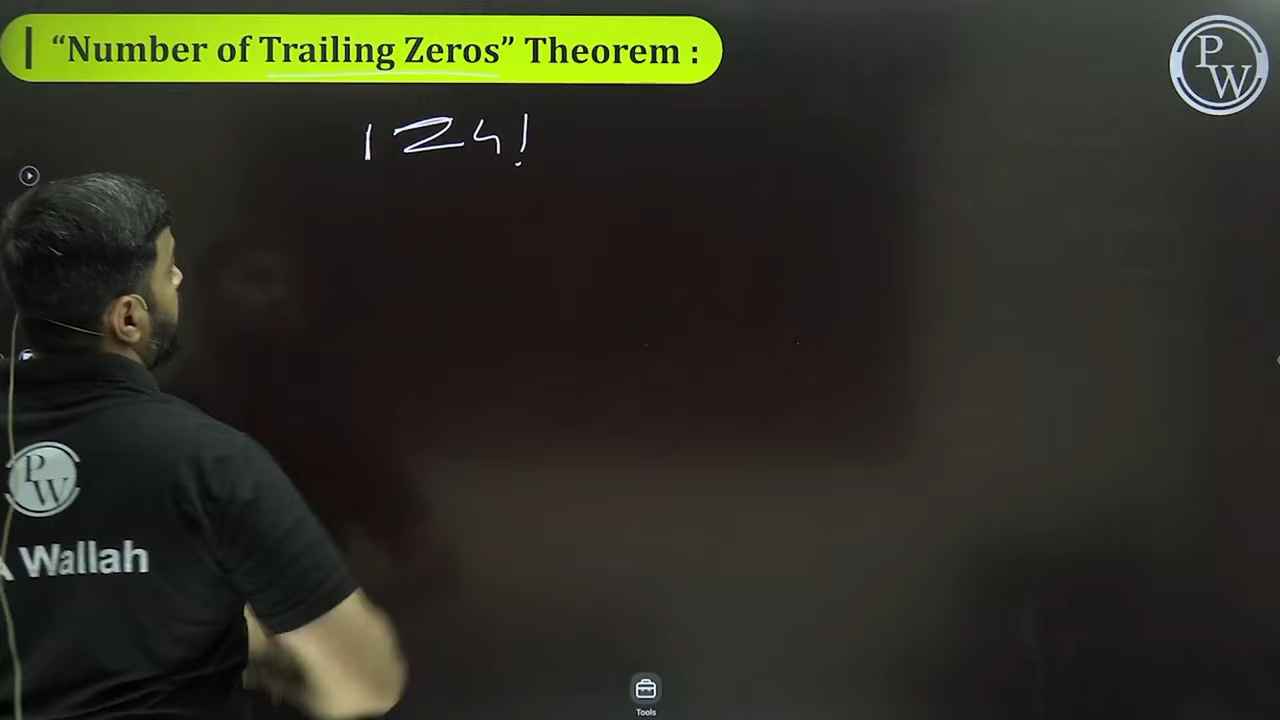 “Number of Trailing Zeros” Theorem :
PW
124!
PW
Wallah
Tools